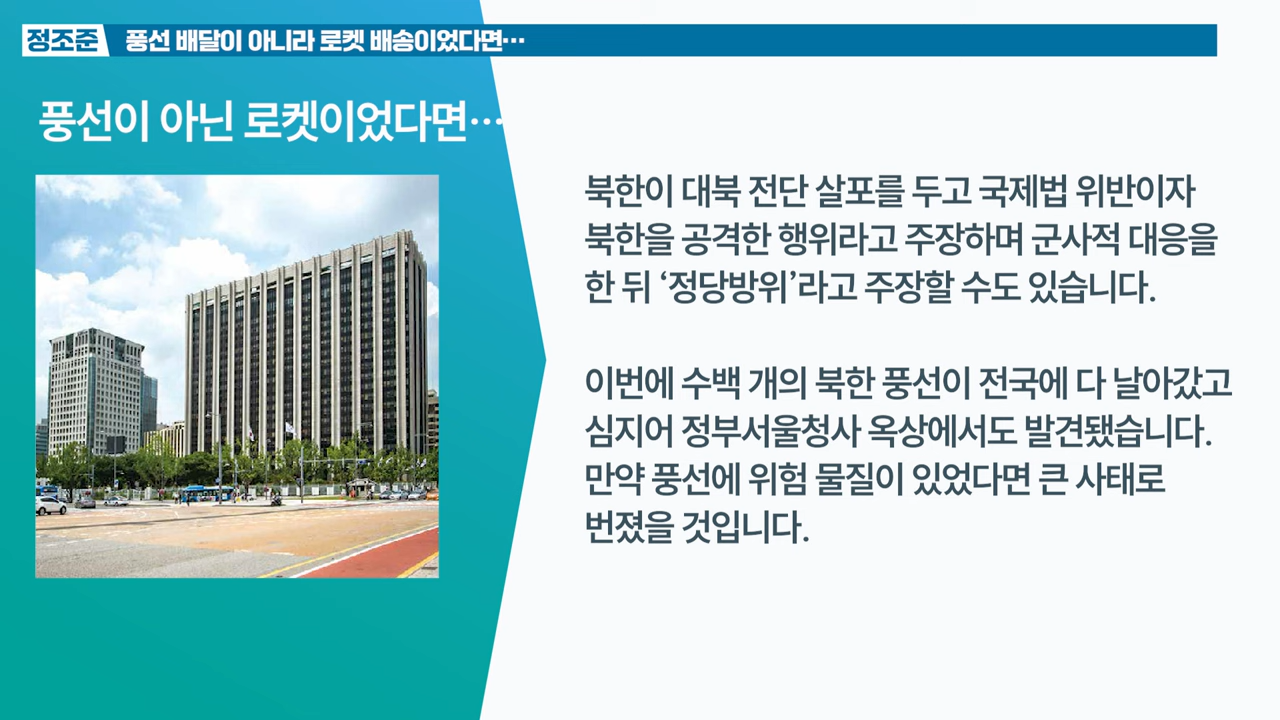 정조준 풍선 배달이 아니라 로켓 배송이었다면…
풍선이 아닌 로켓이었다면…
북한이 대북 전단 살포를 두고 국제법 위반이자
북한을 공격한 행위라고 주장하며 군사적 대응을
한 뒤 ‘정당방위’라고 주장할 수도 있습니다.
이번에 수백 개의 북한 풍선이 전국에 다 날아갔고
심지어 정부서울청사 옥상에서도 발견됐습니다.
만약 풍선에 위험 물질이 있었다면 큰 사태로
번졌을 것입니다.